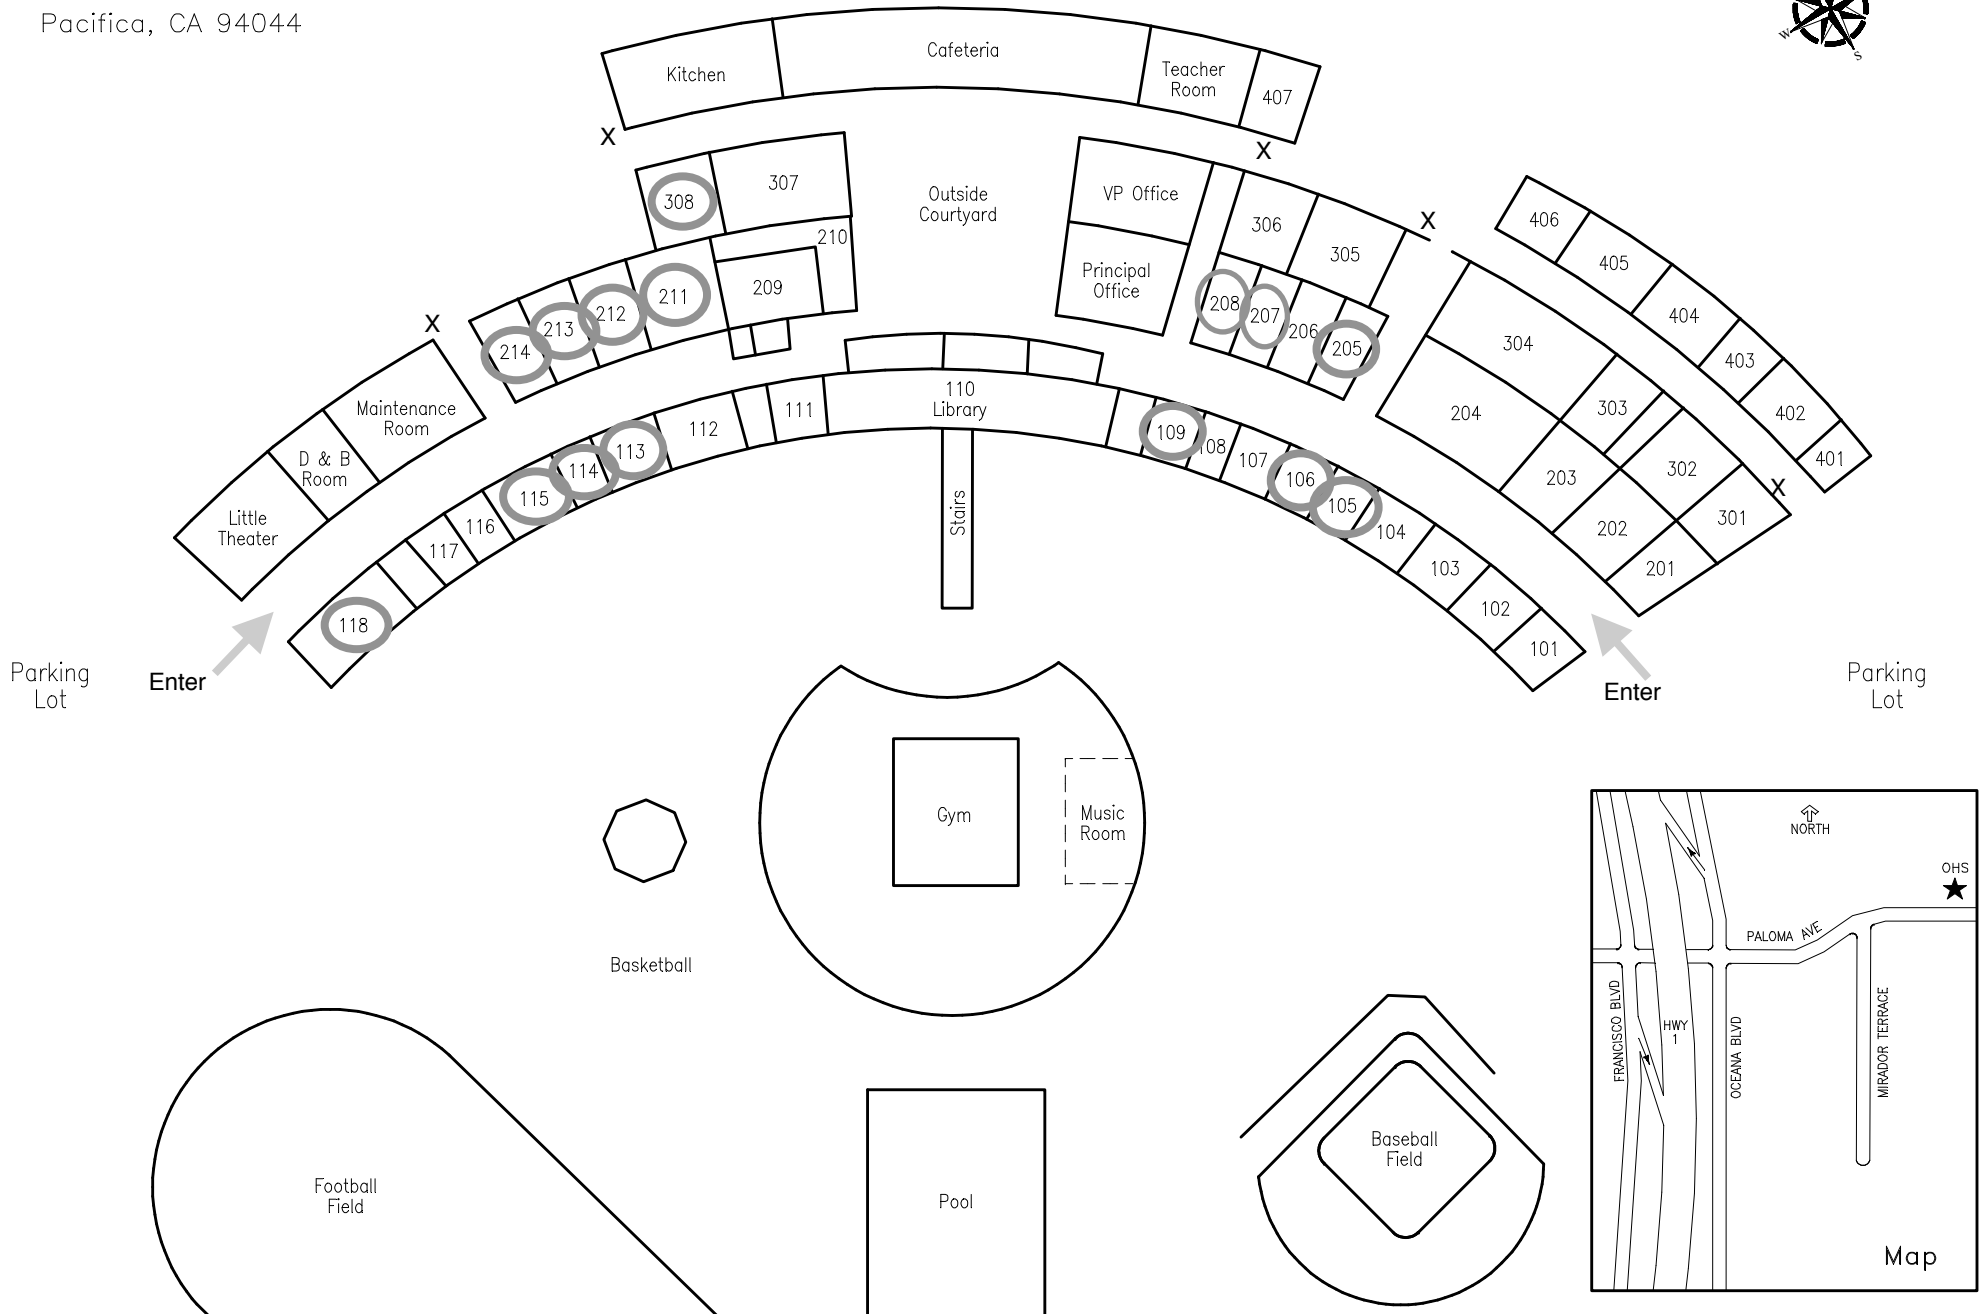 Pacifica, CA 94044
W
S
Kitchen
Cafeteria
Teacher
Room
407
X
X
308
307
Outside
Courtyard
VP Office
306
305
X
406
405
404
403
402
401
210
209
211
212
213
214
X
Principal
Office
208
207
206
205
304
303
302
301
X
204
203
202
201
Maintenance
Room
D & B
Room
Little
Theater
110
Library
111
112
113
114
115
116
117
118
109
108
107
106
105
104
103
102
101
Stairs
Parking
Lot
Enter
Enter
Parking
Lot
Gym
Music
Room
Basketball
Football
Field
Pool
Baseball
Field
NORTH
OHS
PALOMA AVE
FRANCISCO BLVD
HWY
1
OCEANA BLVD
MIRADOR TERRACE
Map